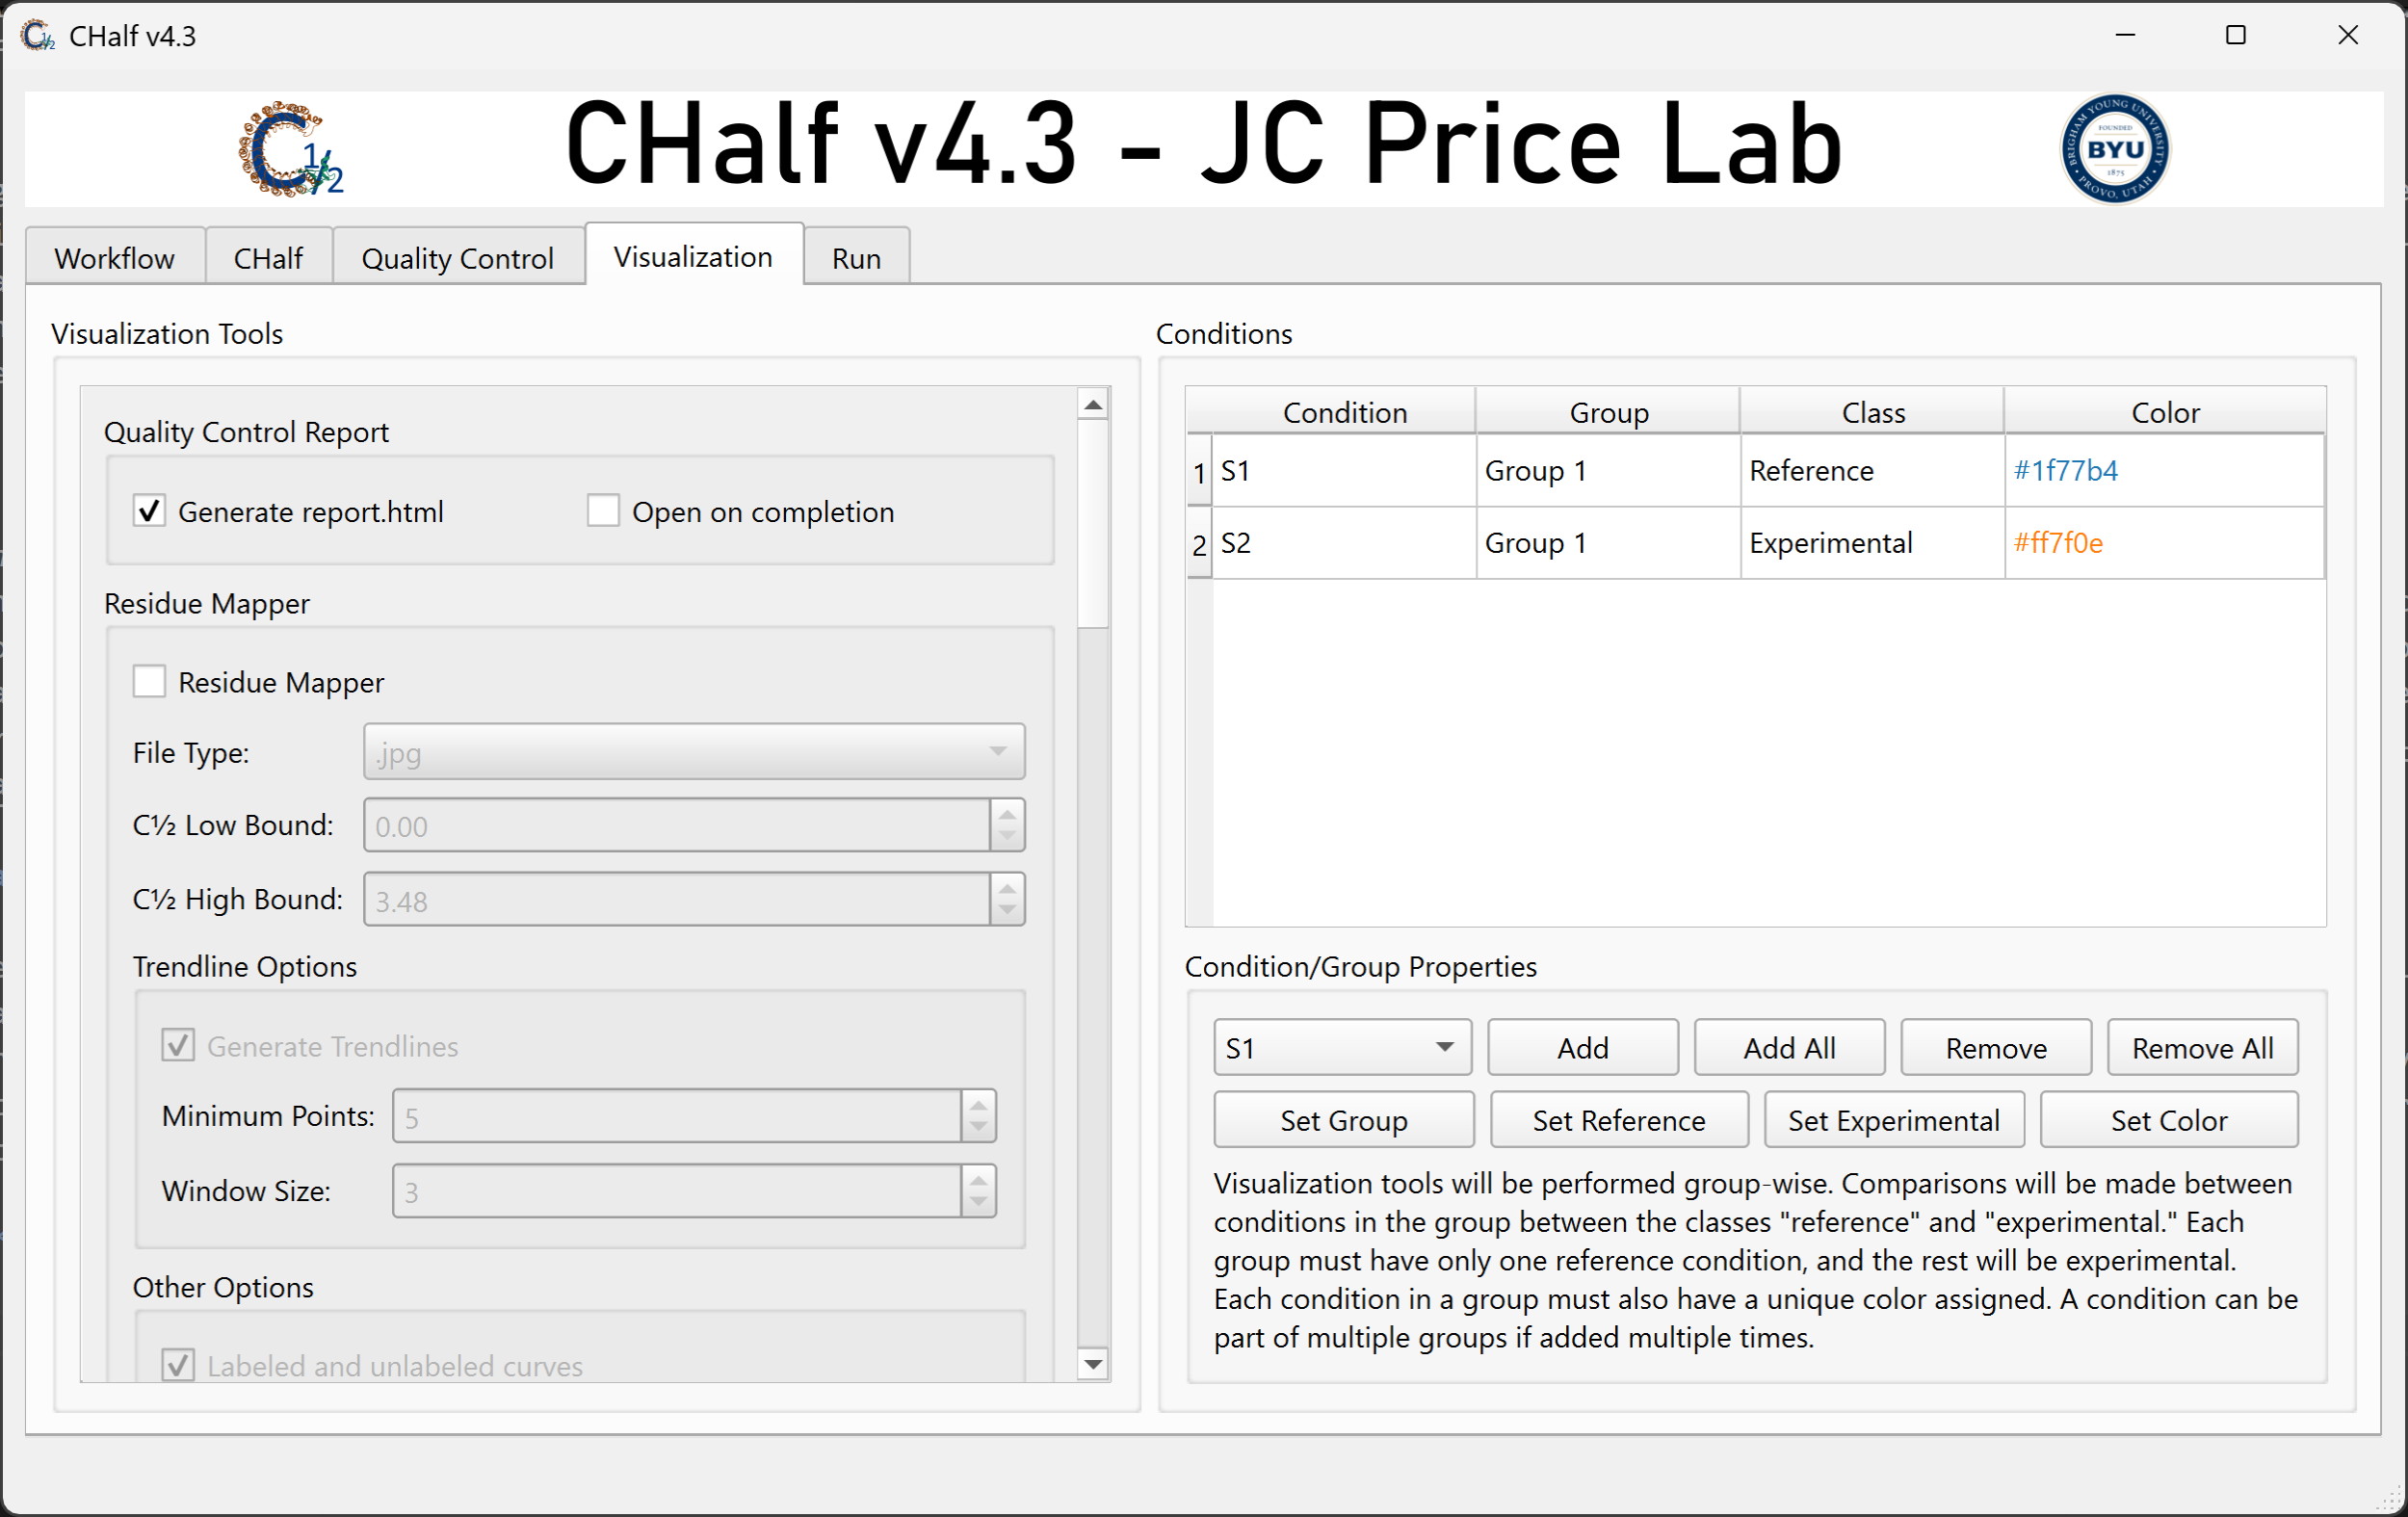 CHalf v4.3
C 1/2
CHalf v4.3 - JC Price Lab
BRIGHAM YOUNG UNIVERSITY
FOUNDED
BYU
1875
PROVO, UTAH
Workflow
CHalf
Quality Control
Visualization
Run
Visualization Tools
Quality Control Report
Generate report.html
Open on completion
Residue Mapper
Residue Mapper
File Type:
.jpg
C½ Low Bound:
0.00
C½ High Bound:
3.48
Trendline Options
Generate Trendlines
Minimum Points:
5
Window Size:
3
Other Options
Labeled and unlabeled curves
Conditions
Condition Group Class Color
1 S1 Group 1 Reference #1f77b4
2 S2 Group 1 Experimental #ff7f0e
Condition/Group Properties
S1 Add Add All Remove Remove All
Set Group Set Reference Set Experimental Set Color
Visualization tools will be performed group-wise. Comparisons will be made between
conditions in the group between the classes "reference" and "experimental." Each
group must have only one reference condition, and the rest will be experimental.
Each condition in a group must also have a unique color assigned. A condition can be
part of multiple groups if added multiple times.